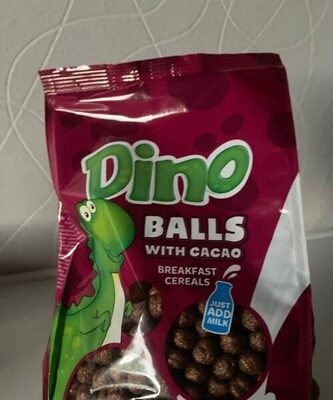 Dino
BALLS
WITH CACAO
BREAKFAST
CEREALS
JUST
ADD
MILK